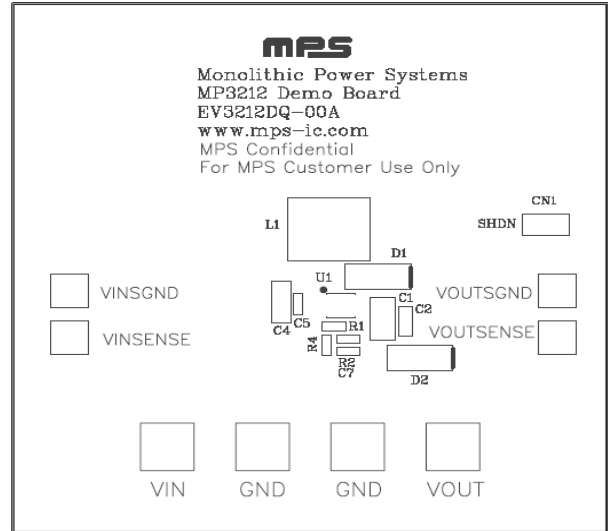 mPS
Monolithic Power Systems
MP3212 Demo Board
EV3212DQ-00A
www.mps-ic.com
MPS Confidential
For MPS Customer Use Only
CN1
SHDN
L1
D1
U1
VINSGND
VOUTSGND
C1
C2
C4
C5
R1
VINSENSE
VOUTSENSE
R4
R2
C7
D2
VIN
GND
GND
VOUT